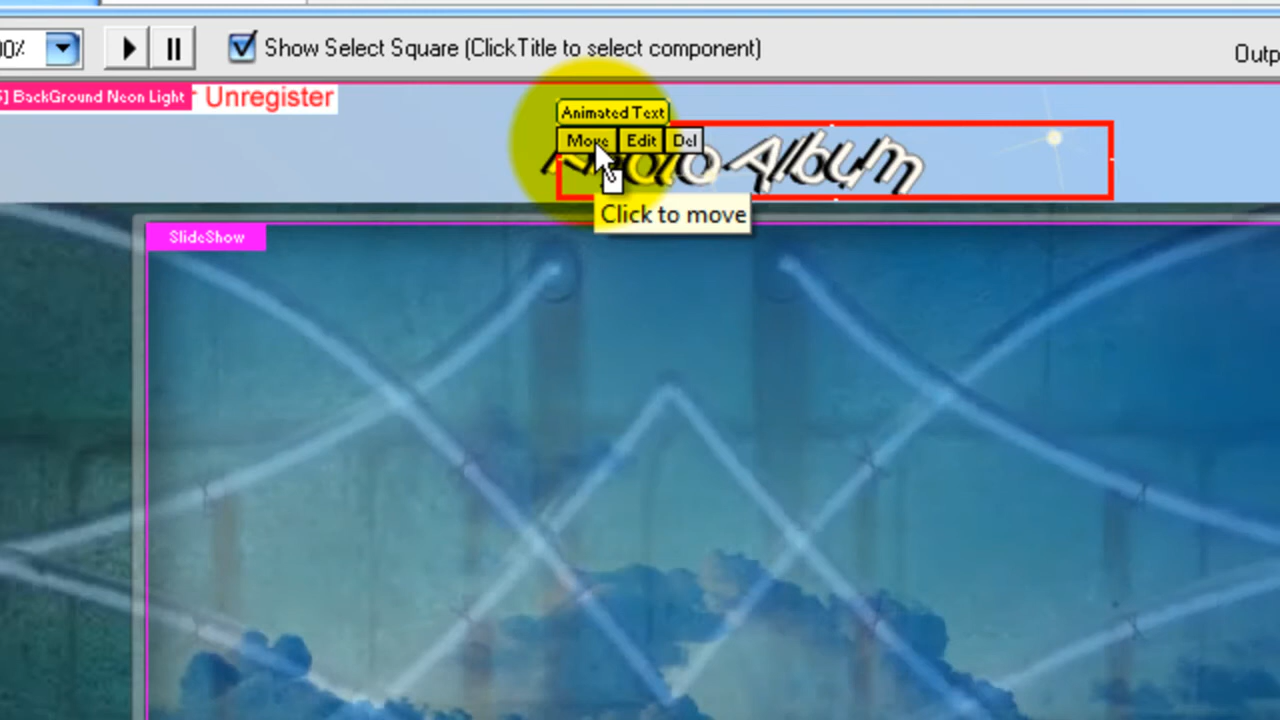 00%
Show Select Square (ClickTitle to select component)
Outp
S] BackGround Neon Light
Unregister
Animated Text
Move Edit Del
Photo Album
Click to move
SlideShow